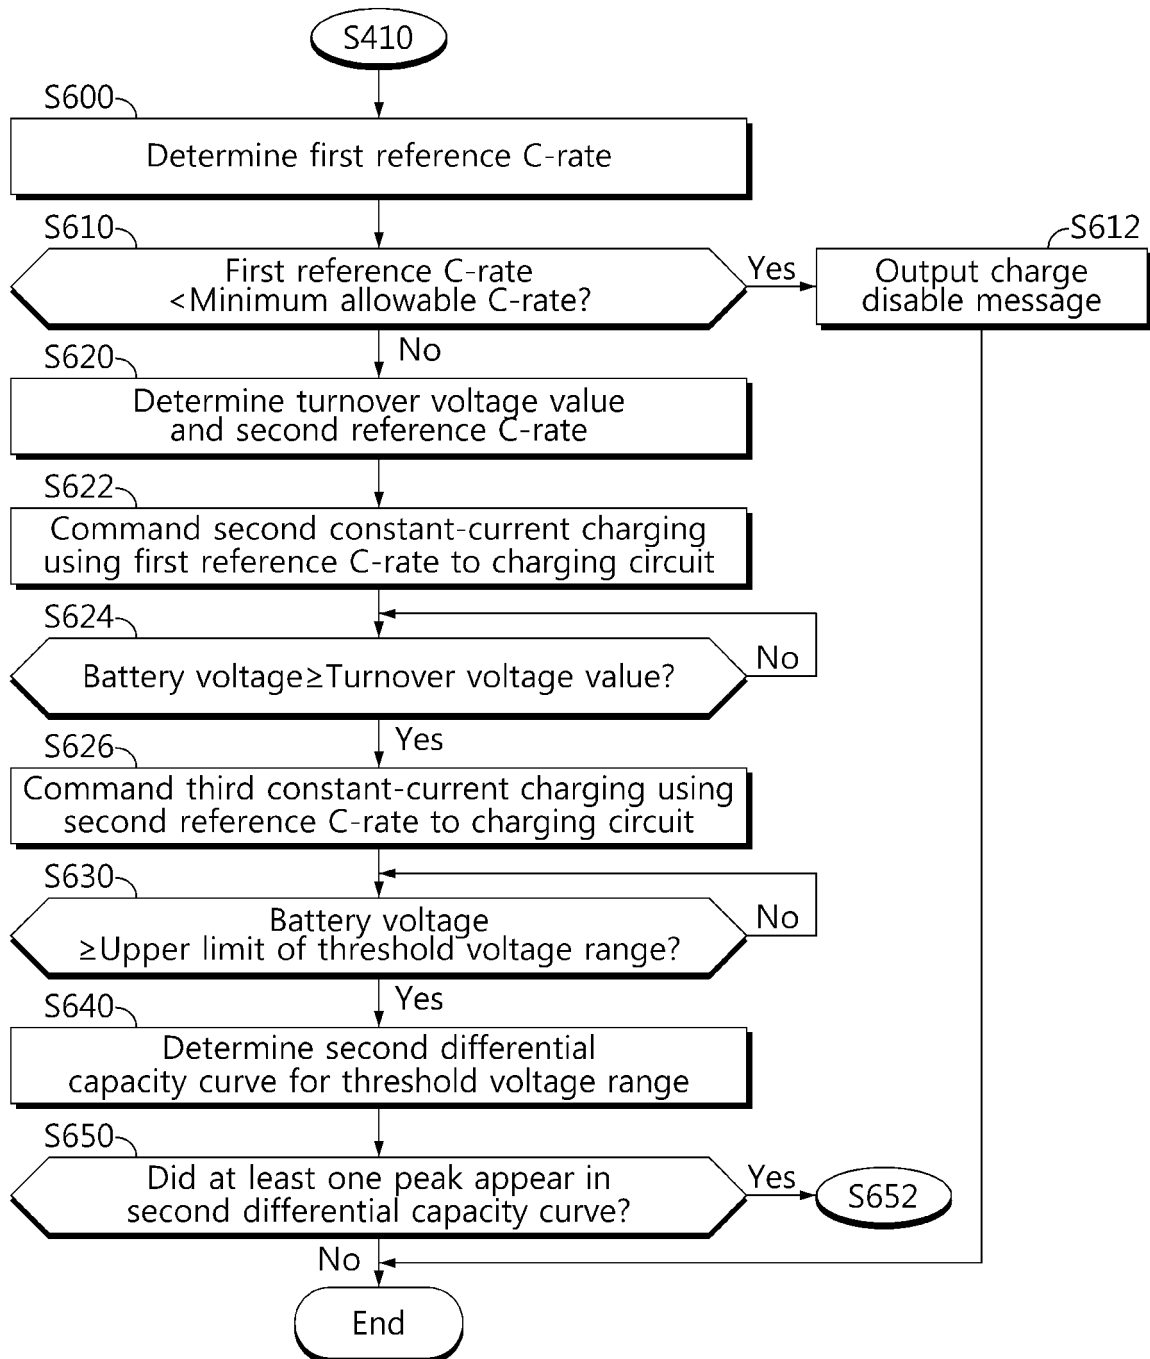 S410
S600
Determine first reference C-rate
S610
First reference C-rate
<Minimum allowable C-rate?
Yes
S612
Output charge
disable message
No
S620
Determine turnover voltage value
and second reference C-rate
S622
Command second constant-current charging
using first reference C-rate to charging circuit
S624
Battery voltage≥Turnover voltage value?
No
Yes
S626
Command third constant-current charging using
second reference C-rate to charging circuit
S630
Battery voltage
≥Upper limit of threshold voltage range?
No
Yes
S640
Determine second differential
capacity curve for threshold voltage range
S650
Did at least one peak appear in
second differential capacity curve?
Yes
S652
No
End